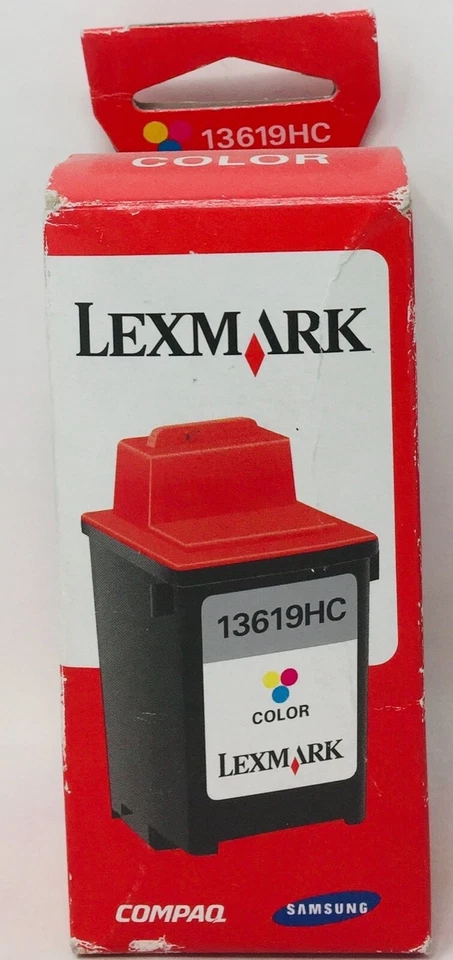 13619HC
COLOR
LEXMARK
13619HC
COLOR
LEXMARK
COMPAQ
SAMSUNG